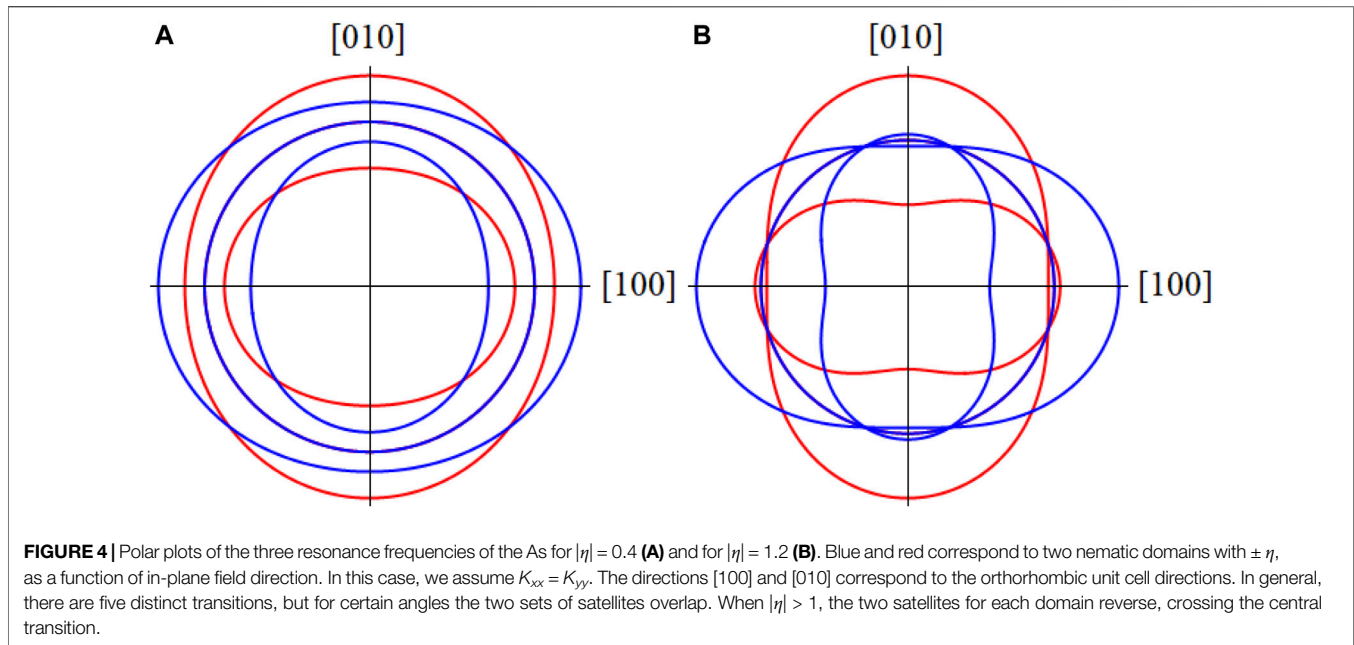 A
[010]
B
[010]
[100]
[100]
FIGURE 4 | Polar plots of the three resonance frequencies of the As for |η| = 0.4 (A) and for |η| = 1.2 (B). Blue and red correspond to two nematic domains with ± η,
as a function of in-plane field direction. In this case, we assume Kxx = Kyy. The directions [100] and [010] correspond to the orthorhombic unit cell directions. In general,
there are five distinct transitions, but for certain angles the two sets of satellites overlap. When |η| > 1, the two satellites for each domain reverse, crossing the central
transition.